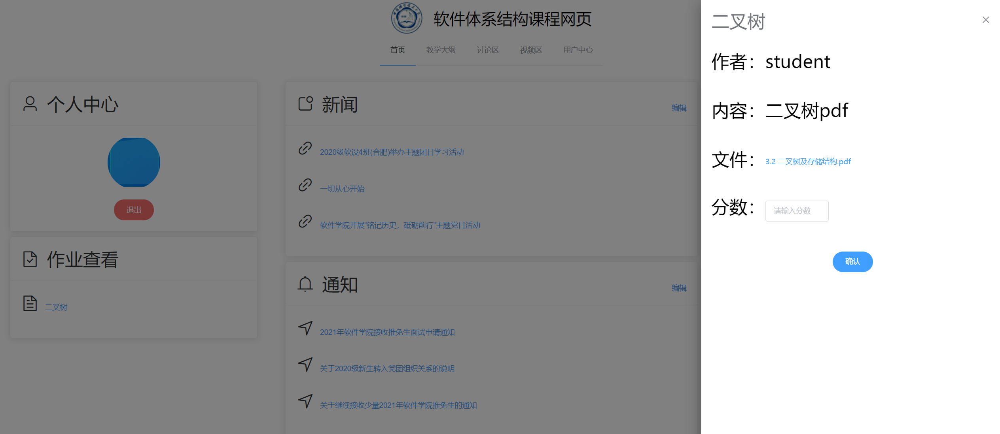 软件体系结构课程网页
首页 教学大纲 讨论区 视频区 用户中心
个人中心
退出
作业查看
二叉树
新闻 编辑
2020级软设4班(合肥)举办主题团日学习活动
一切从心开始
软件学院开展“铭记历史，砥砺前行”主题党日活动
通知 编辑
2021年软件学院接收推免生面试申请通知
关于2020级新生转入党团组织关系的说明
关于继续接收少量2021年软件学院推免生的通知
二叉树
作者：student
内容：二叉树pdf
文件：3.2 二叉树及存储结构.pdf
分数：请输入分数
确认